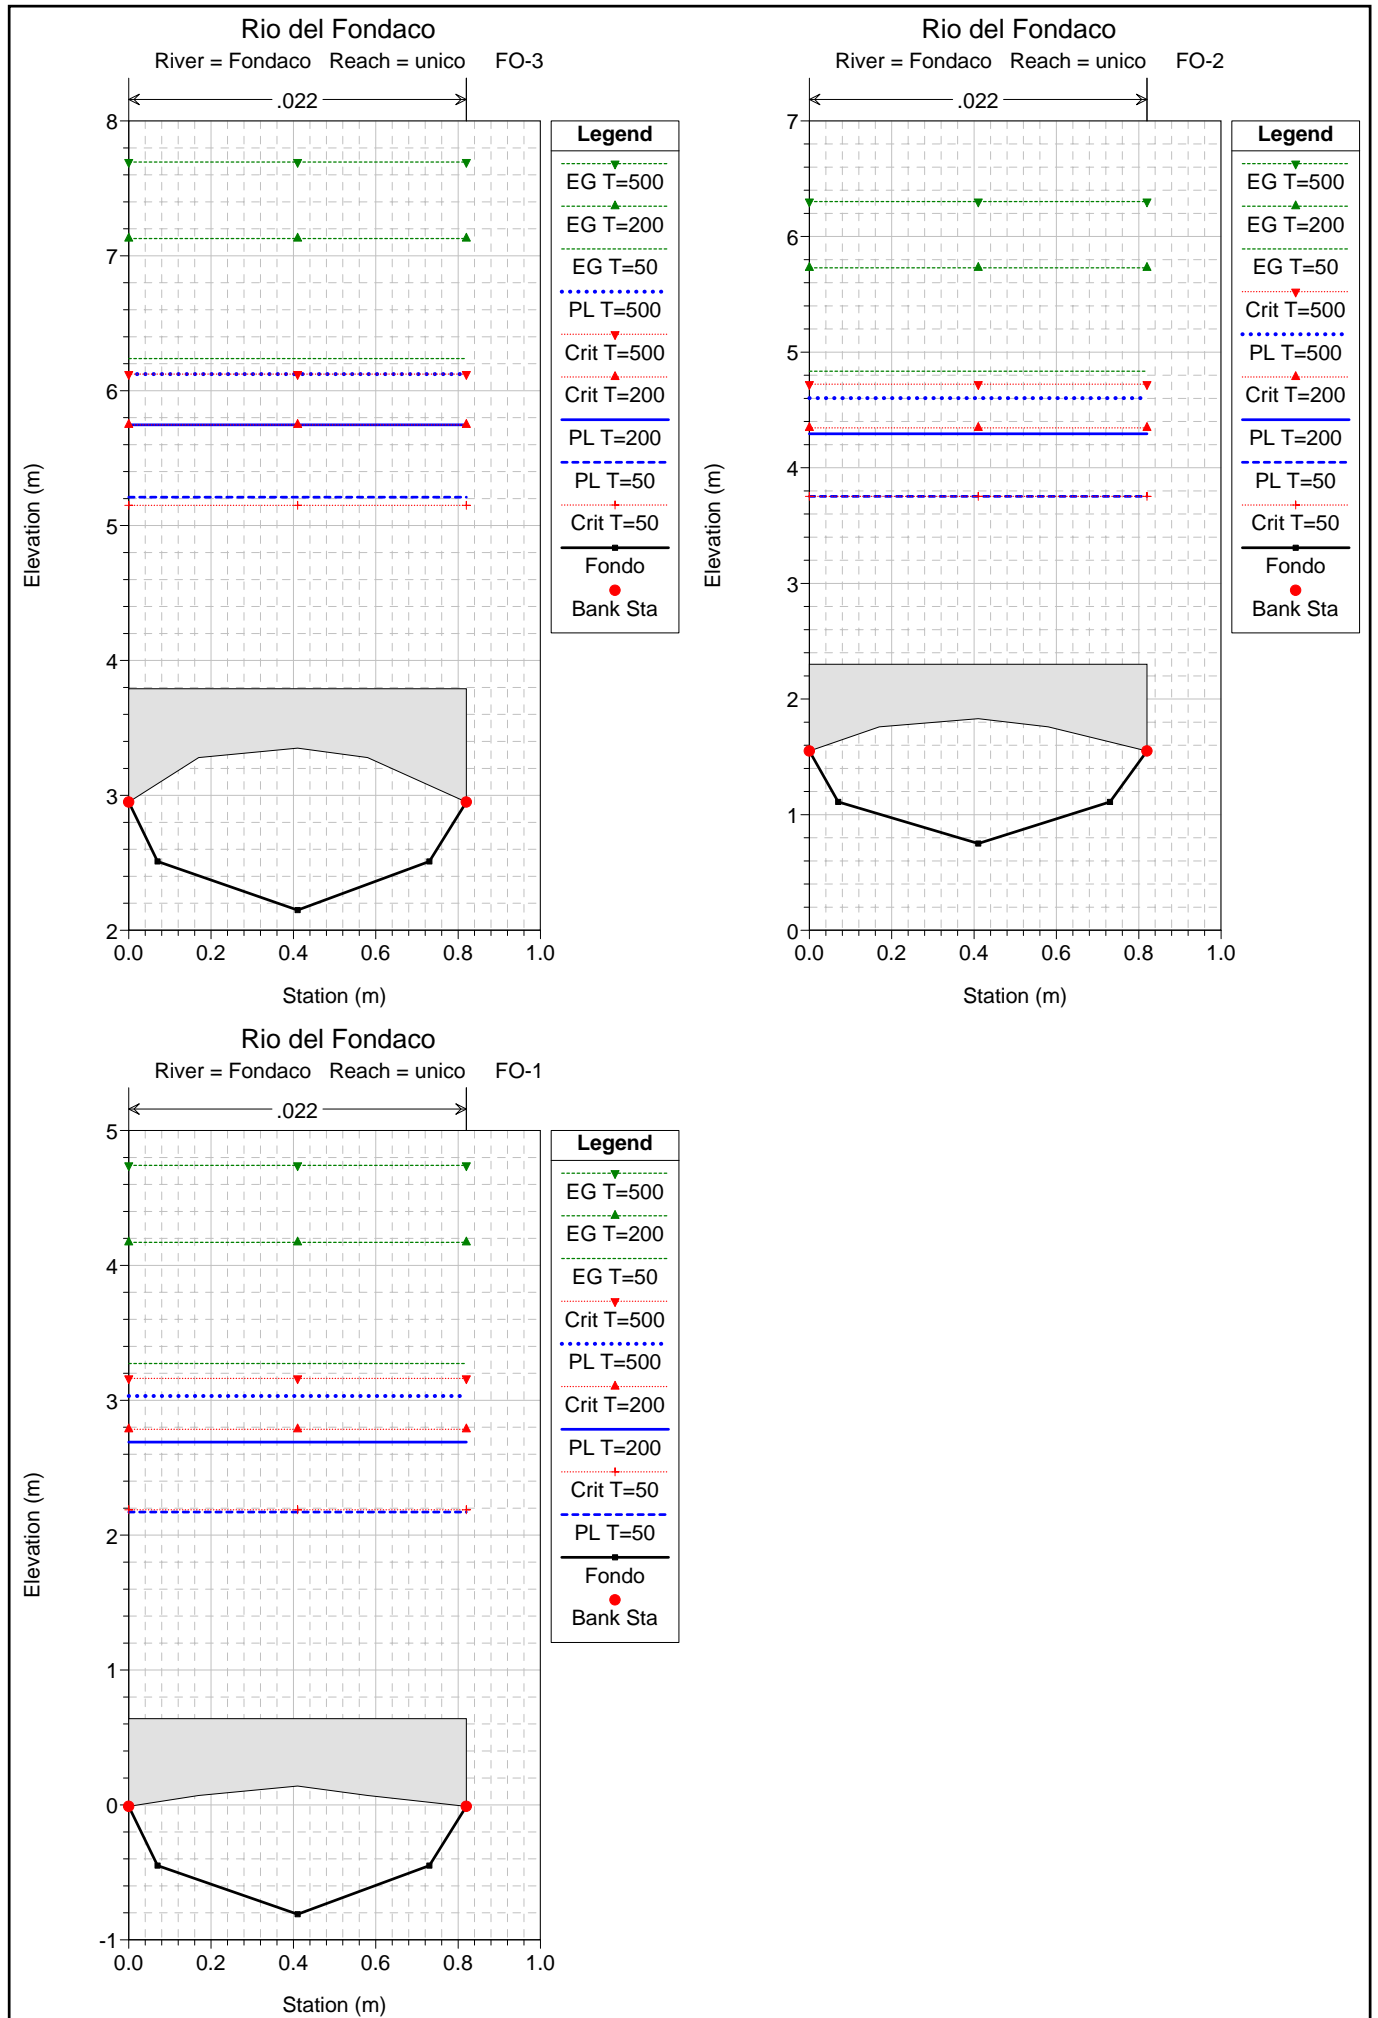 Rio del Fondaco
River = Fondaco Reach = unico FO-3
.022
8
7
6
5
4
3
2
0.0 0.2 0.4 0.6 0.8 1.0
Elevation (m)
Station (m)
Legend
EG T=500
EG T=200
EG T=50
PL T=500
Crit T=500
Crit T=200
PL T=200
PL T=50
Crit T=50
Fondo
Bank Sta
Rio del Fondaco
River = Fondaco Reach = unico FO-2
.022
7
6
5
4
3
2
1
0
0.0 0.2 0.4 0.6 0.8 1.0
Elevation (m)
Station (m)
Legend
EG T=500
EG T=200
EG T=50
Crit T=500
PL T=500
Crit T=200
PL T=200
PL T=50
Crit T=50
Fondo
Bank Sta
Rio del Fondaco
River = Fondaco Reach = unico FO-1
.022
5
4
3
2
1
0
-1
0.0 0.2 0.4 0.6 0.8 1.0
Elevation (m)
Station (m)
Legend
EG T=500
EG T=200
EG T=50
Crit T=500
PL T=500
Crit T=200
PL T=200
Crit T=50
PL T=50
Fondo
Bank Sta